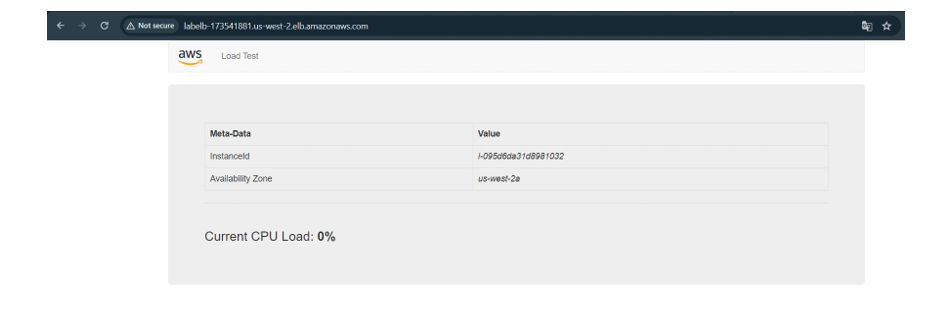 Not secure labelb-173541881.us-west-2.elb.amazonaws.com
aws Load Test
Meta-Data Value
InstanceId i-095d6da31d8981032
Availability Zone us-west-2a
Current CPU Load: 0%